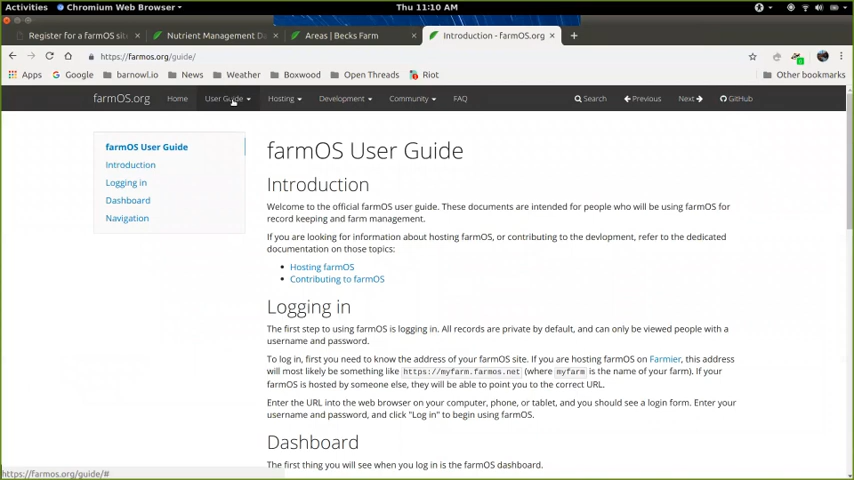 Activities Chromium Web Browser Thu 11:10 AM
Register for a farmOS sit Nutrient Management Da Areas | Becks Farm Introduction - farmOS.org
https://farmos.org/guide/
Apps Google barnowl.io News Weather Boxwood Open Threads Riot Other bookmarks
farmOS.org Home User Guide Hosting Development Community FAQ Search Previous Next GitHub
farmOS User Guide
Introduction
Logging in
Dashboard
Navigation
farmOS User Guide
Introduction
Welcome to the official farmOS user guide. These documents are intended for people who will be using farmOS for
record keeping and farm management.
If you are looking for information about hosting farmOS, or contributing to the devlopment, refer to the dedicated
documentation on those topics:
• Hosting farmOS
• Contributing to farmOS
Logging in
The first step to using farmOS is logging in. All records are private by default, and can only be viewed people with a
username and password.
To log in, first you need to know the address of your farmOS site. If you are hosting farmOS on Farmier, this address
will most likely be something like https://myfarm.farmos.net (where myfarm is the name of your farm). If your
farmOS is hosted by someone else, they will be able to point you to the correct URL.
Enter the URL into the web browser on your computer, phone, or tablet, and you should see a login form. Enter your
username and password, and click "Log in" to begin using farmOS.
Dashboard
The first thing you will see when you log in is the farmOS dashboard.
https://farmos.org/guide/#